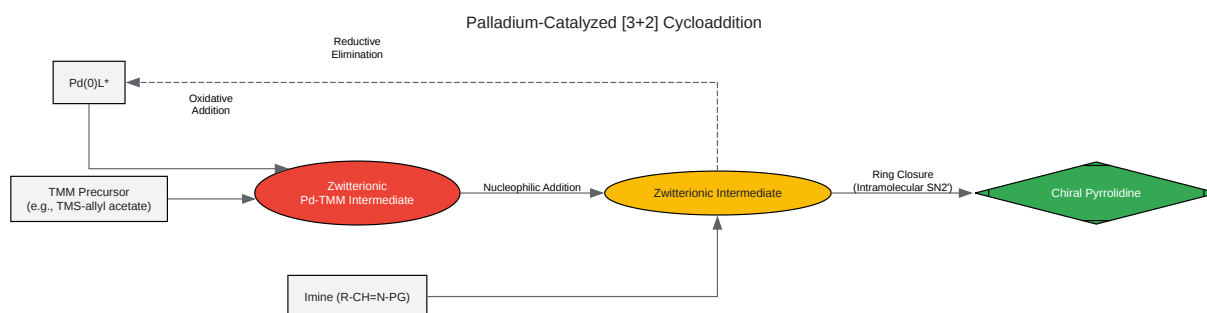 Palladium-Catalyzed [3+2] Cycloaddition
Reductive
Elimination
Pd(0)L*
Oxidative
Addition
TMM Precursor
(e.g., TMS-allyl acetate)
Zwitterionic
Pd-TMM Intermediate
Nucleophilic Addition
Zwitterionic Intermediate
Ring Closure
(Intramolecular SN2')
Chiral Pyrrolidine
Imine (R-CH=N-PG)